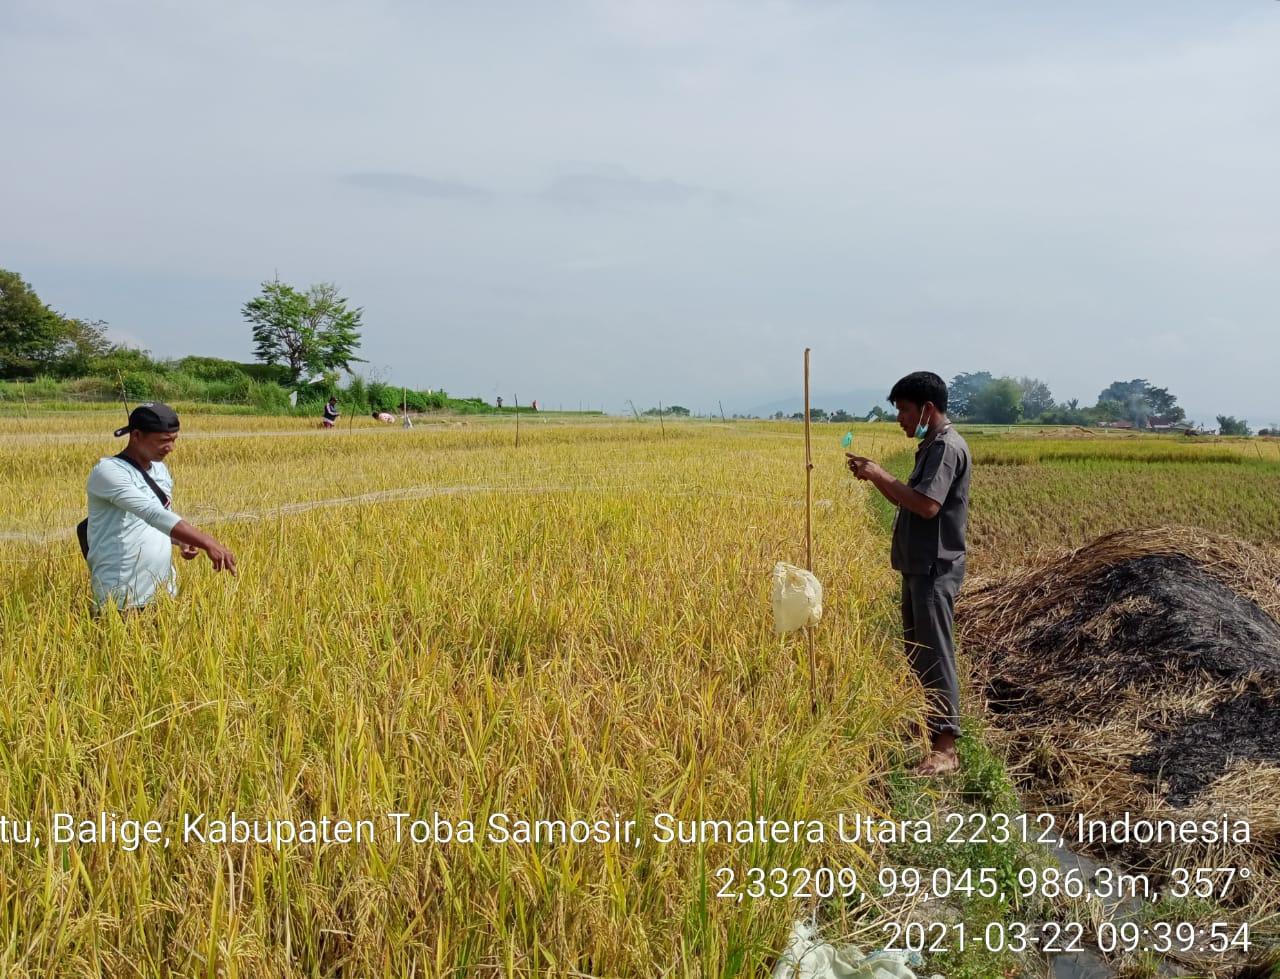 tu, Balige, Kabupaten Toba Samosir, Sumatera Utara 22312, Indonesia
2,33209, 99,045, 986,3m, 357°
2021-03-22 09:39:54